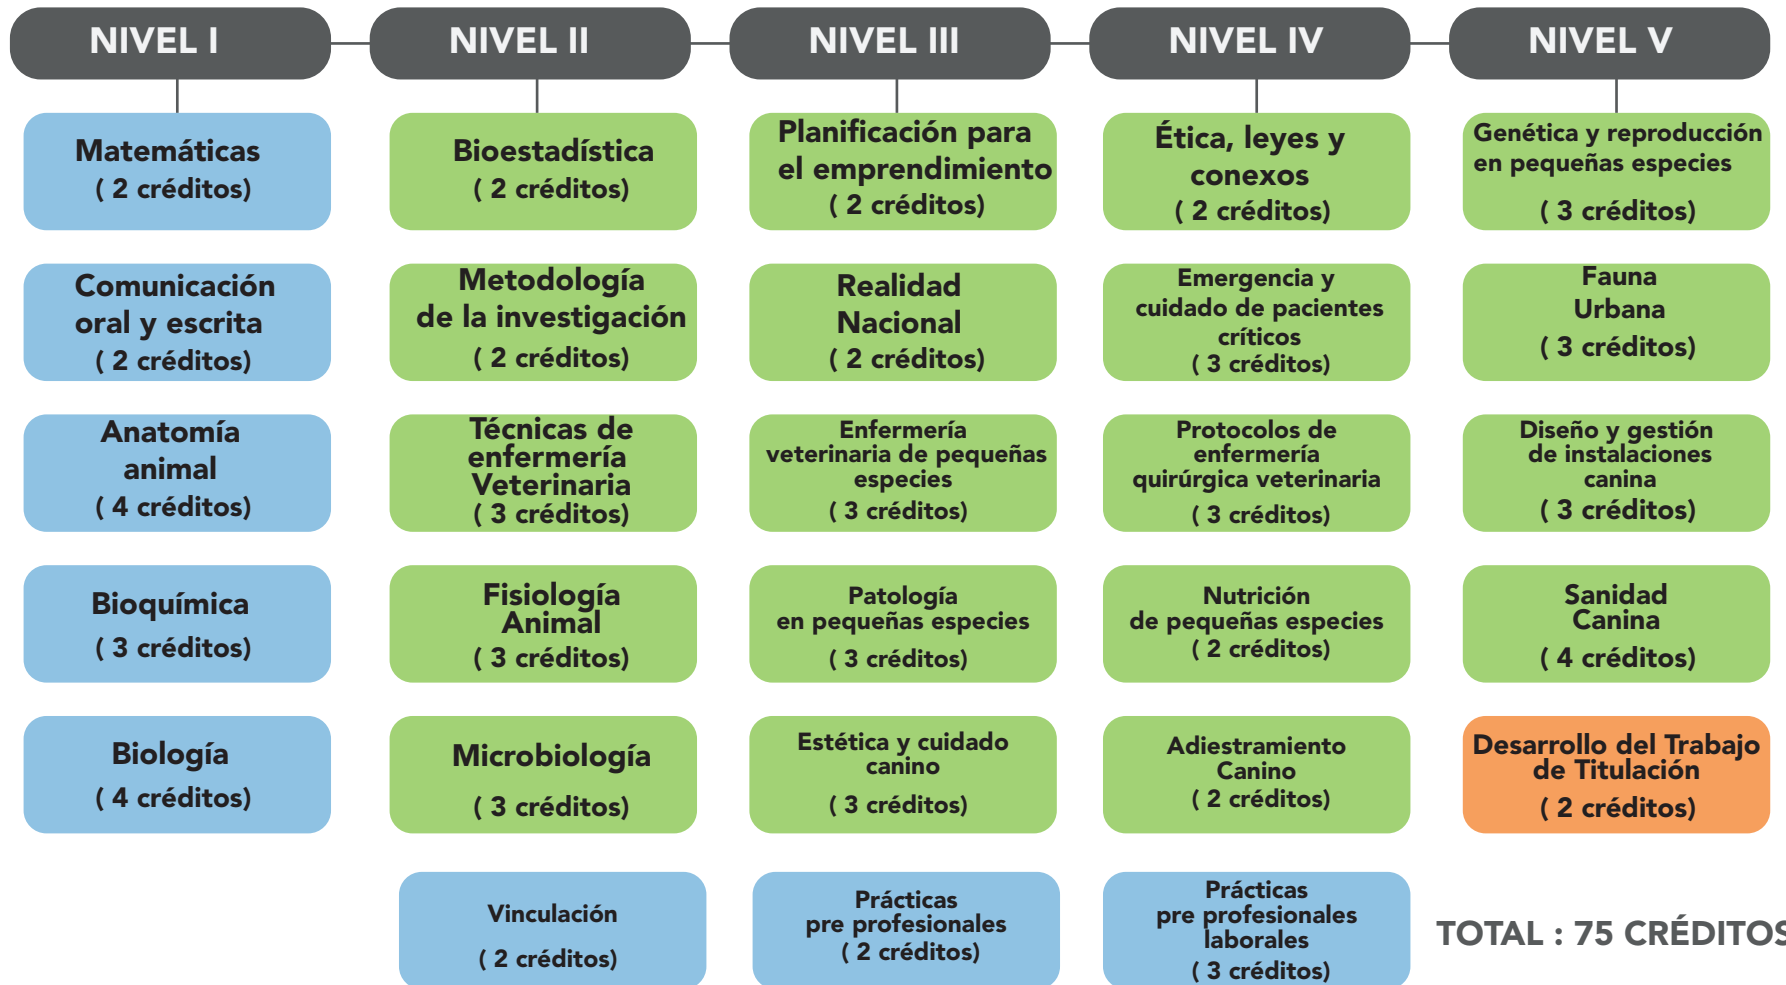 NIVEL I
NIVEL II
NIVEL III
NIVEL IV
NIVEL V
Matemáticas
( 2 créditos)
Bioestadística
( 2 créditos)
Planificación para
el emprendimiento
( 2 créditos)
Ética, leyes y
conexos
( 2 créditos)
Genética y reproducción
en pequeñas especies
( 3 créditos)
Comunicación
oral y escrita
( 2 créditos)
Metodología
de la investigación
( 2 créditos)
Realidad
Nacional
( 2 créditos)
Emergencia y
cuidado de pacientes
críticos
( 3 créditos)
Fauna
Urbana
( 3 créditos)
Anatomía
animal
( 4 créditos)
Técnicas de
enfermería
Veterinaria
( 3 créditos)
Enfermería
veterinaria de pequeñas
especies
( 3 créditos)
Protocolos de
enfermería
quirúrgica veterinaria
( 3 créditos)
Diseño y gestión
de instalaciones
canina
( 3 créditos)
Bioquímica
( 3 créditos)
Fisiología
Animal
( 3 créditos)
Patología
en pequeñas especies
( 3 créditos)
Nutrición
de pequeñas especies
( 2 créditos)
Sanidad
Canina
( 4 créditos)
Biología
( 4 créditos)
Microbiología
( 3 créditos)
Estética y cuidado
canino
( 3 créditos)
Adiestramiento
Canino
( 2 créditos)
Desarrollo del Trabajo
de Titulación
( 2 créditos)
Vinculación
( 2 créditos)
Prácticas
pre profesionales
( 2 créditos)
Prácticas
pre profesionales
laborales
( 3 créditos)
TOTAL : 75 CRÉDITOS